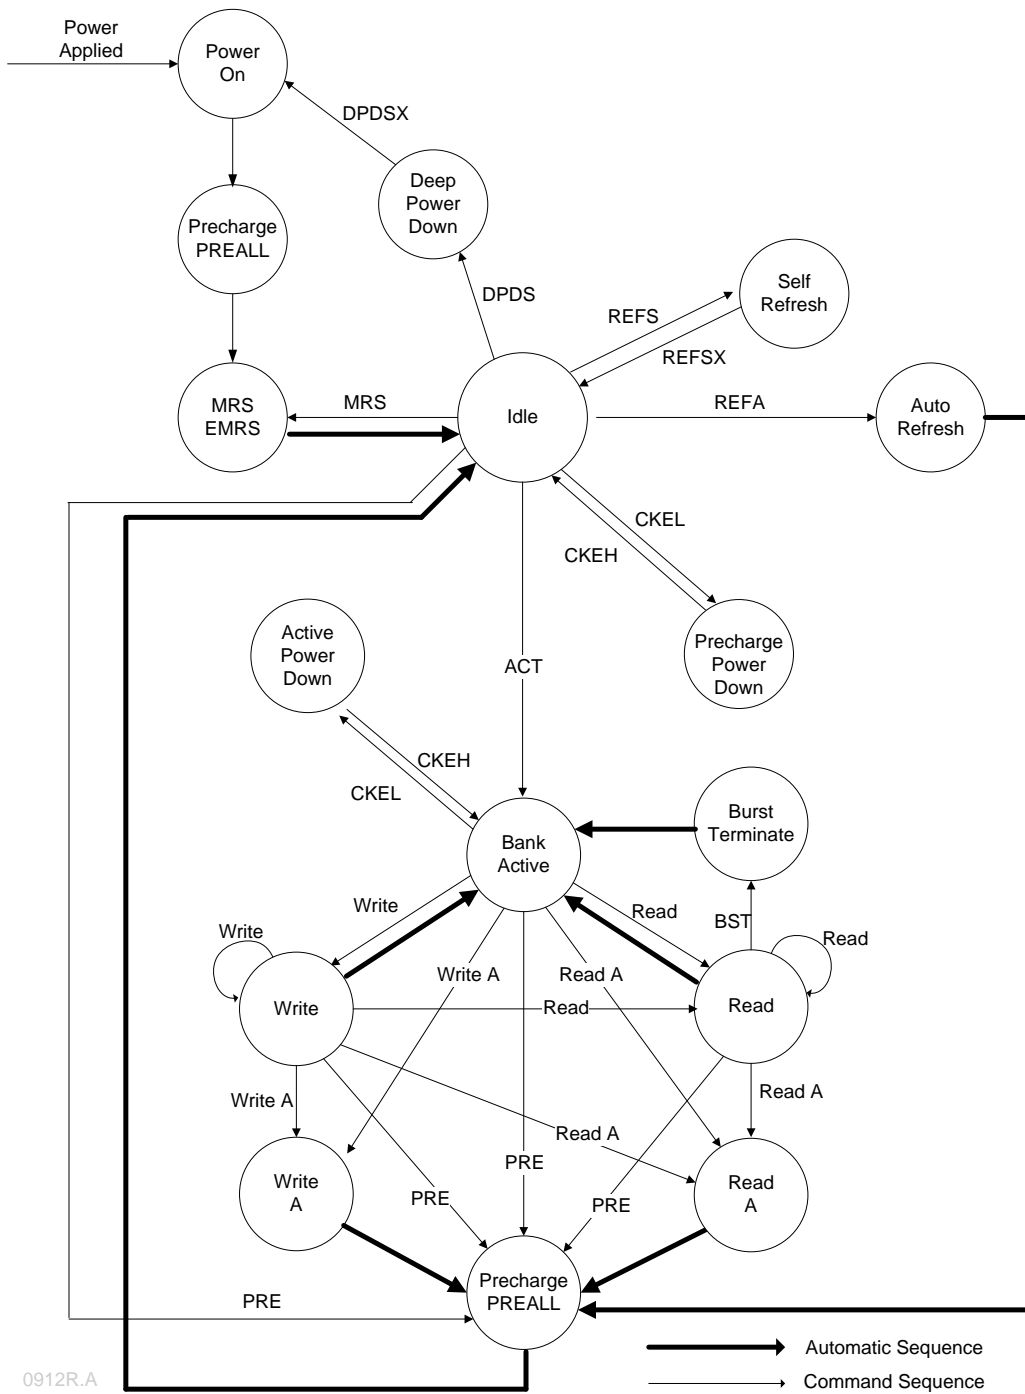 Power
Applied
Power
On
DPDSX
Deep
Power
Down
Precharge
PREALL
DPDS
Self
Refresh
REFS
REFSX
MRS
EMRS
MRS
Idle
REFA
Auto
Refresh
CKEL
CKEH
Active
Power
Down
ACT
Precharge
Power
Down
CKEH
CKEL
Burst
Terminate
Bank
Active
Write
Read
BST
Write
Read
Write A
Read A
Write
Read
Read
Write A
Read A
Read A
Write
A
PRE
PRE
PRE
Read
A
Precharge
PREALL
PRE
Automatic Sequence
Command Sequence
0912R.A